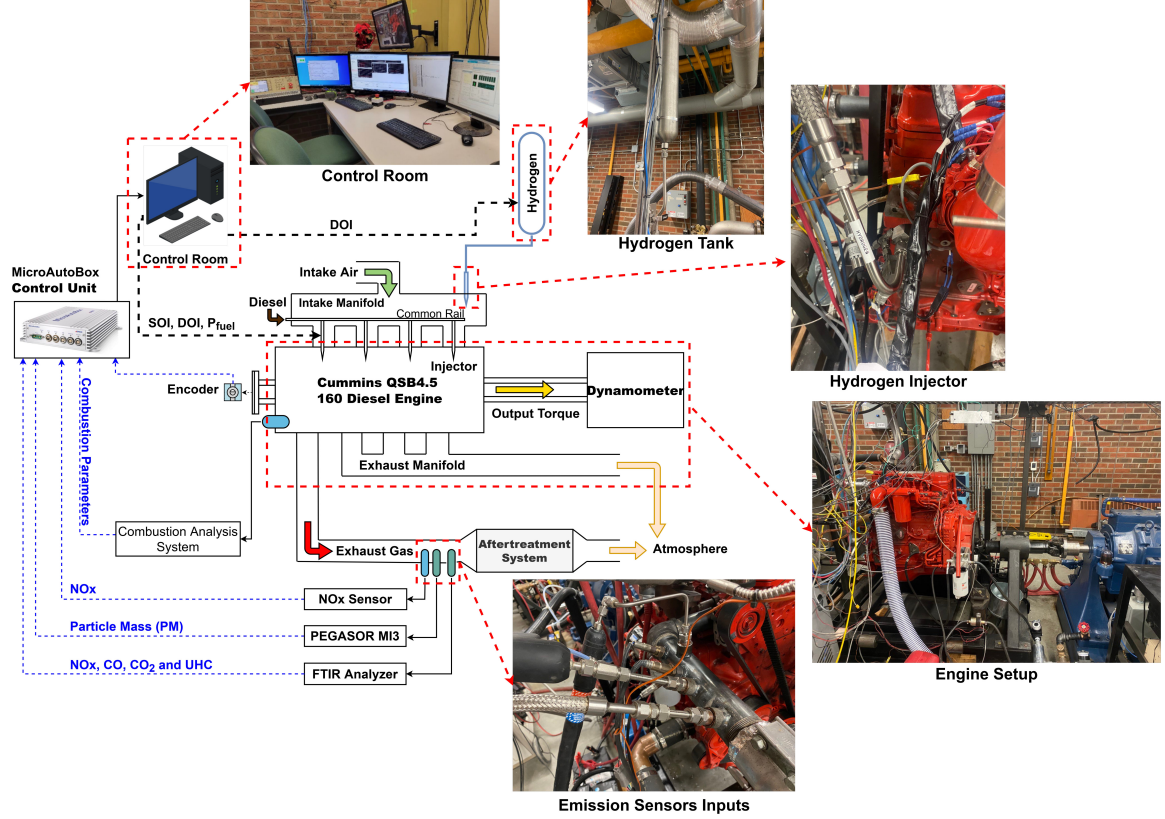 Control Room
Hydrogen
Hydrogen Tank
HYDROGEN
Hydrogen Injector
Control Room
DOI
MicroAutoBox
Control Unit
Intake Air
Diesel
Intake Manifold
Common Rail
SOI, DOI, Pfuel
Injector
Encoder
Cummins QSB4.5
160 Diesel Engine
Output Torque
Dynamometer
Exhaust Manifold
Combustion Parameters
Combustion Analysis
System
Exhaust Gas
Aftertreatment
System
Atmosphere
NOx
NOx Sensor
Particle Mass (PM)
PEGASOR MI3
NOx, CO, CO2 and UHC
FTIR Analyzer
Engine Setup
Emission Sensors Inputs